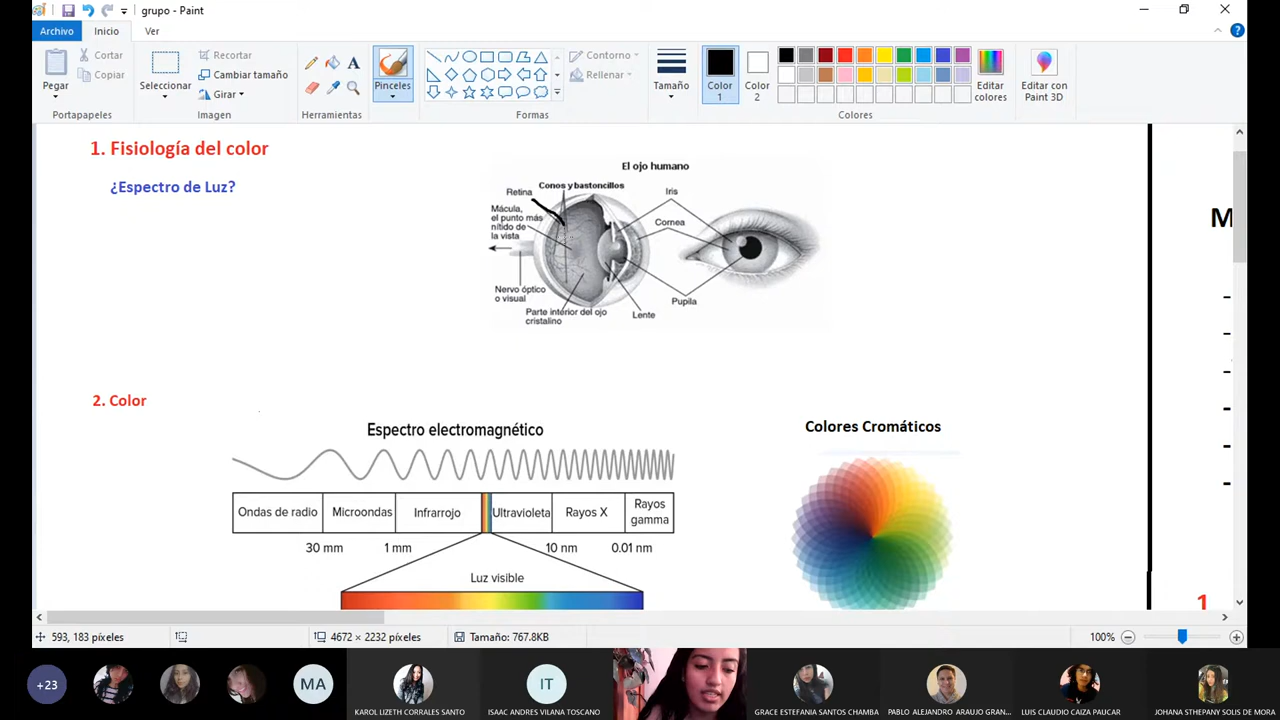 grupo - Paint
Archivo
Inicio
Ver
Pegar
Cortar
Copiar
Portapapeles
Seleccionar
Recortar
Cambiar tamaño
Girar
Imagen
Herramientas
Pinceles
Contorno
Rellenar
Formas
Tamaño
Color
1
Color
2
Editar
colores
Editar con
Paint 3D
Colores
1. Fisiología del color
¿Espectro de Luz?
El ojo humano
Retina
Conos y bastoncillos
Iris
Mácula,
el punto más
nítido de
la vista
Cornea
Nervo óptico
o visual
Parte interior del ojo
cristalino
Lente
Pupila
M
2. Color
Espectro electromagnético
Ondas de radio
Microondas
Infrarrojo
Ultravioleta
Rayos X
Rayos
gamma
30 mm
1 mm
10 nm
0.01 nm
Luz visible
Colores Cromáticos
1
593, 183 píxeles
4672 × 2232 píxeles
Tamaño: 767.8KB
100%
+23
MA
KAROL LIZETH CORRALES SANTO
IT
ISAAC ANDRES VILANA TOSCANO
GRACE ESTEFANIA SANTOS CHAMBA
PABLO ALEJANDRO ARAUJO GRAN...
LUIS CLAUDIO CAIZA PAUCAR
JOHANA STHEPANY SOLIS DE MORA